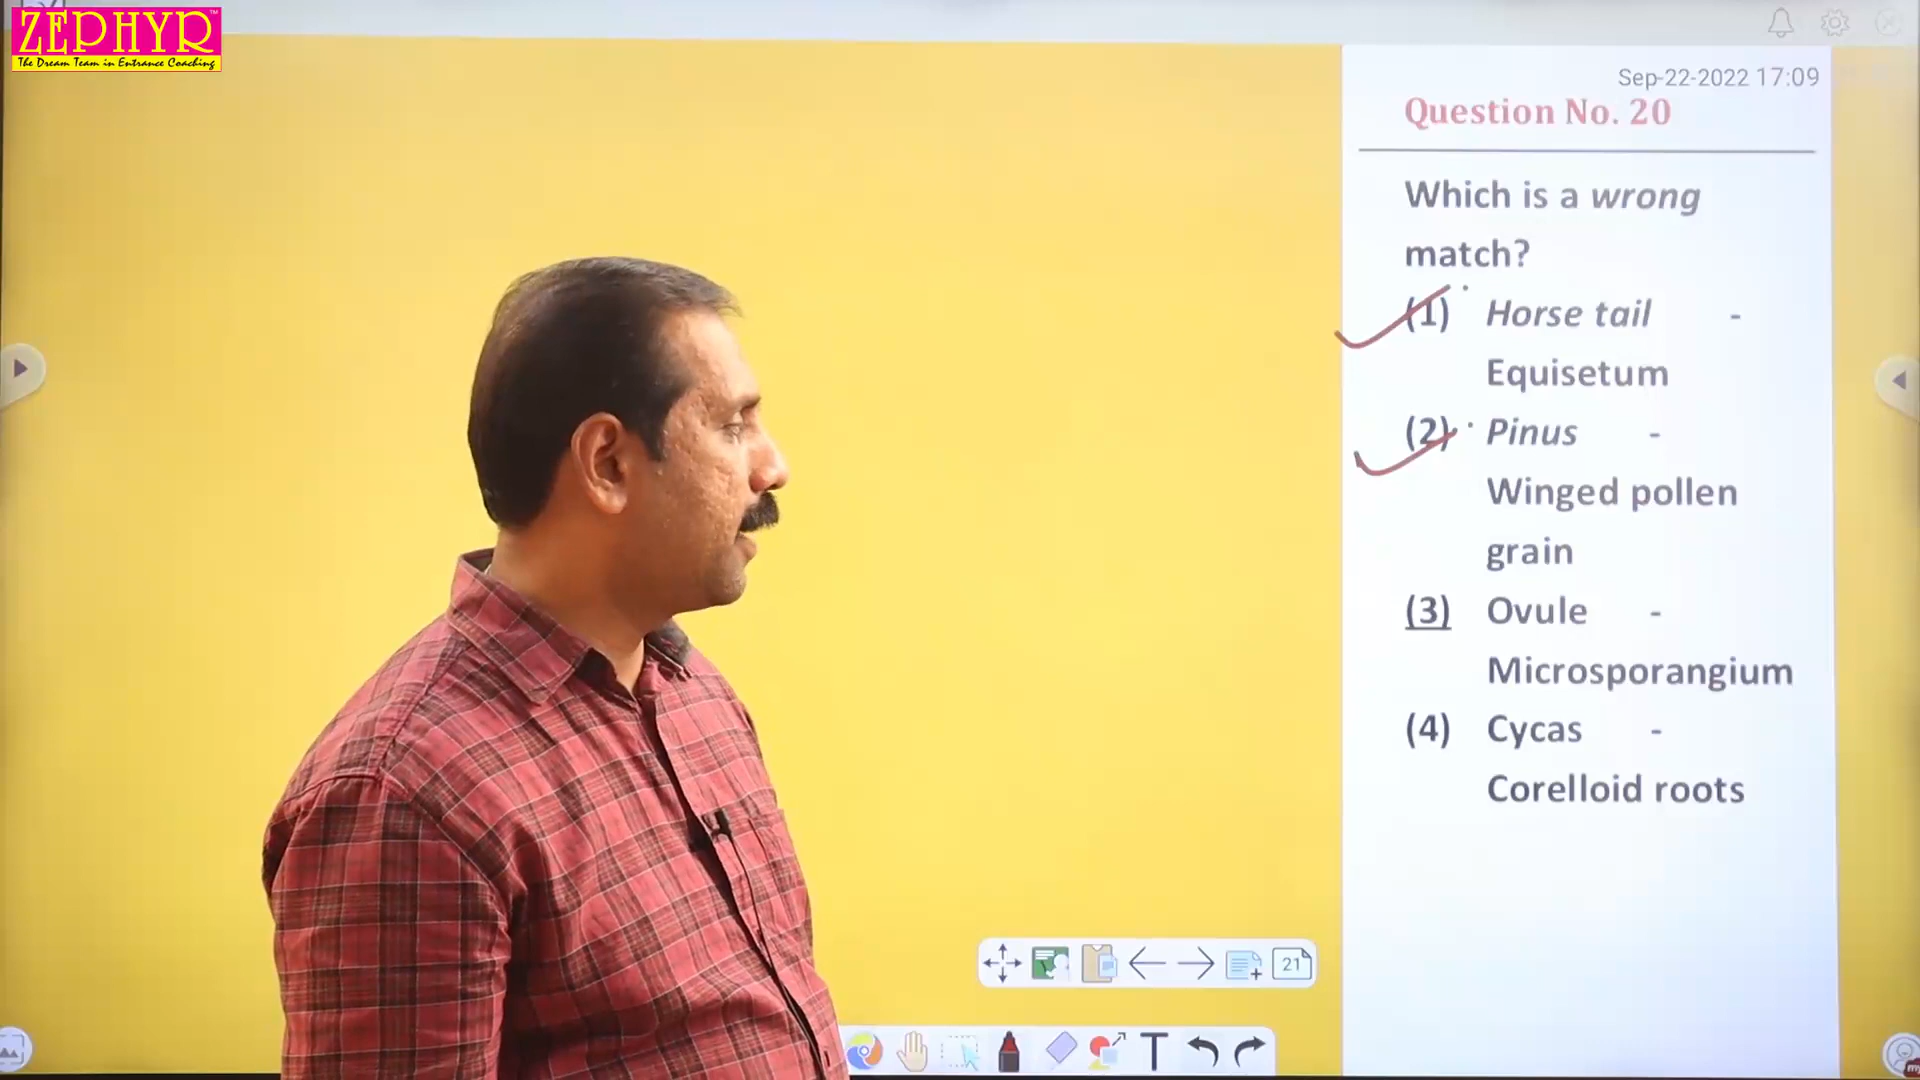 ZEPHYR™
The Dream Team in Entrance Coaching
Sep-22-2022 17:09
Question No. 20
Which is a wrong
match?
(1) Horse tail -
Equisetum
(2) Pinus -
Winged pollen
grain
(3) Ovule -
Microsporangium
(4) Cycas -
Corelloid roots
21
T